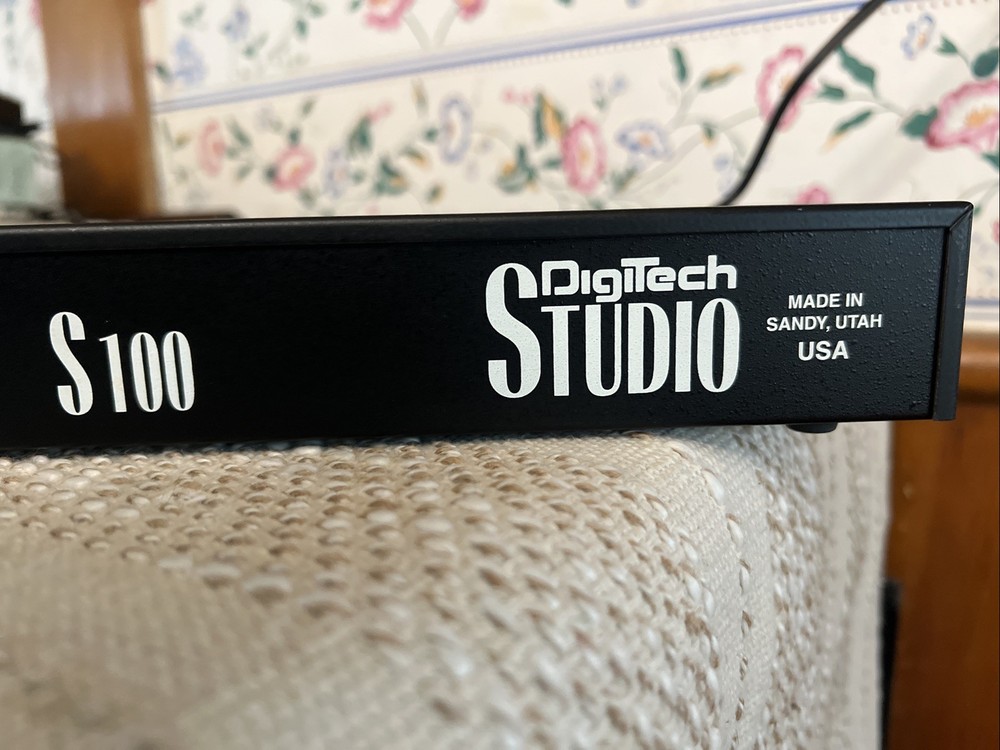 S100
DigiTech
STUDIO
MADE IN
SANDY, UTAH
USA